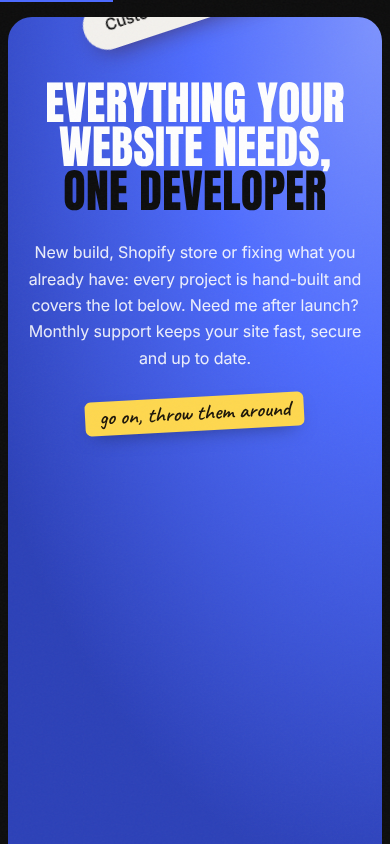 EVERYTHING YOUR
WEBSITE NEEDS,
ONE DEVELOPER
New build, Shopify store or fixing what you
already have: every project is hand-built and
covers the lot below. Need me after launch?
Monthly support keeps your site fast, secure
and up to date.
go on, throw them around